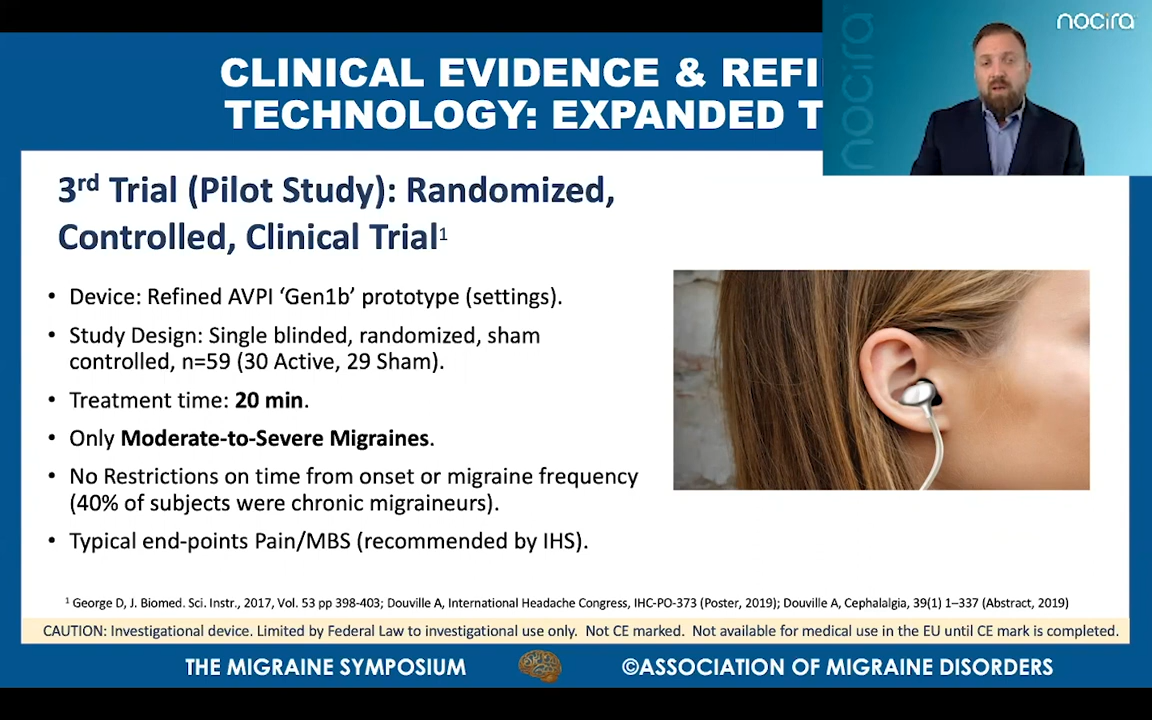 nocira
nocira
CLINICAL EVIDENCE & REFI
TECHNOLOGY: EXPANDED T
3rd Trial (Pilot Study): Randomized,
Controlled, Clinical Trial1
• Device: Refined AVPI ‘Gen1b’ prototype (settings).
• Study Design: Single blinded, randomized, sham
controlled, n=59 (30 Active, 29 Sham).
• Treatment time: 20 min.
• Only Moderate-to-Severe Migraines.
• No Restrictions on time from onset or migraine frequency
(40% of subjects were chronic migraineurs).
• Typical end-points Pain/MBS (recommended by IHS).
1 George D, J. Biomed. Sci. Instr., 2017, Vol. 53 pp 398-403; Douville A, International Headache Congress, IHC-PO-373 (Poster, 2019); Douville A, Cephalalgia, 39(1) 1–337 (Abstract, 2019)
CAUTION: Investigational device. Limited by Federal Law to investigational use only. Not CE marked. Not available for medical use in the EU until CE mark is completed.
THE MIGRAINE SYMPOSIUM
©ASSOCIATION OF MIGRAINE DISORDERS